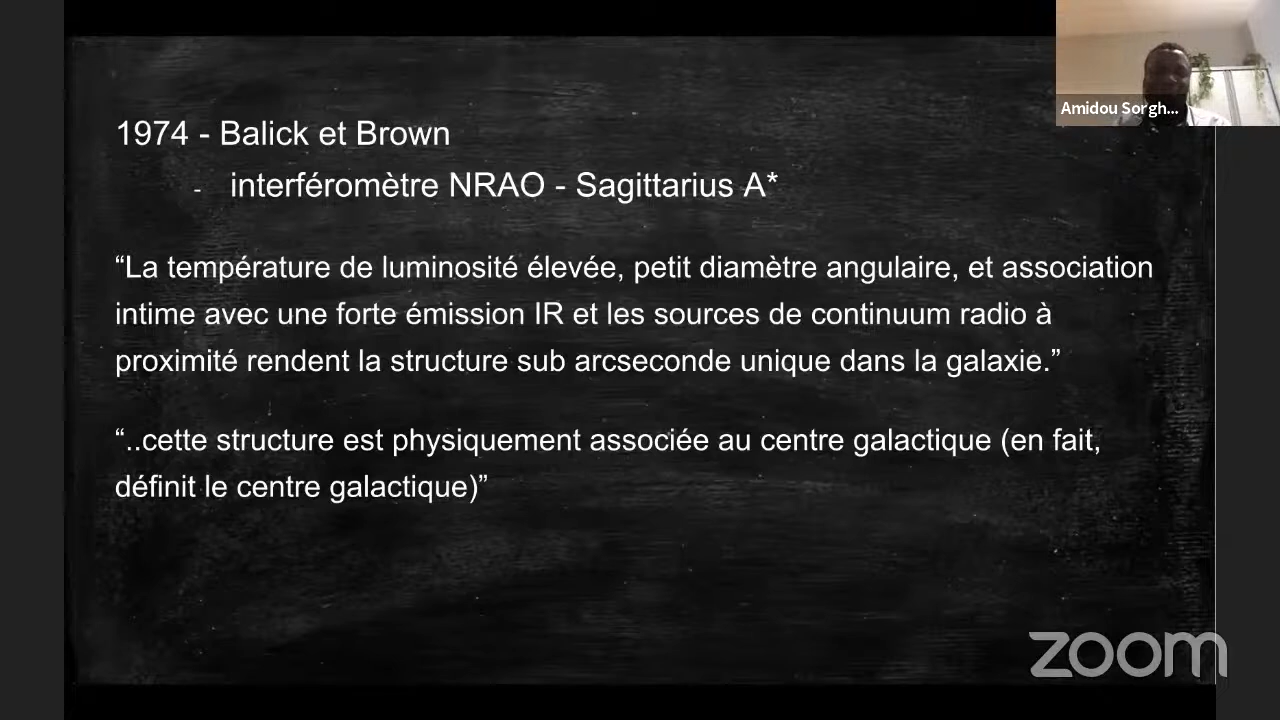 1974 - Balick et Brown
- interféromètre NRAO - Sagittarius A*
“La température de luminosité élevée, petit diamètre angulaire, et association
intime avec une forte émission IR et les sources de continuum radio à
proximité rendent la structure sub arcseconde unique dans la galaxie.”
“..cette structure est physiquement associée au centre galactique (en fait,
définit le centre galactique)”
Amidou Sorgh...
zoom